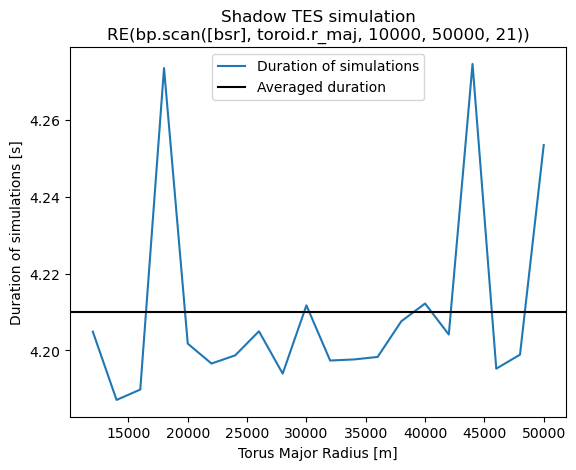 Shadow TES simulation
RE(bp.scan([bsr], toroid.r_maj, 10000, 50000, 21))
Duration of simulations
Averaged duration
Duration of simulations [s]
4.26
4.24
4.22
4.20
15000 20000 25000 30000 35000 40000 45000 50000
Torus Major Radius [m]